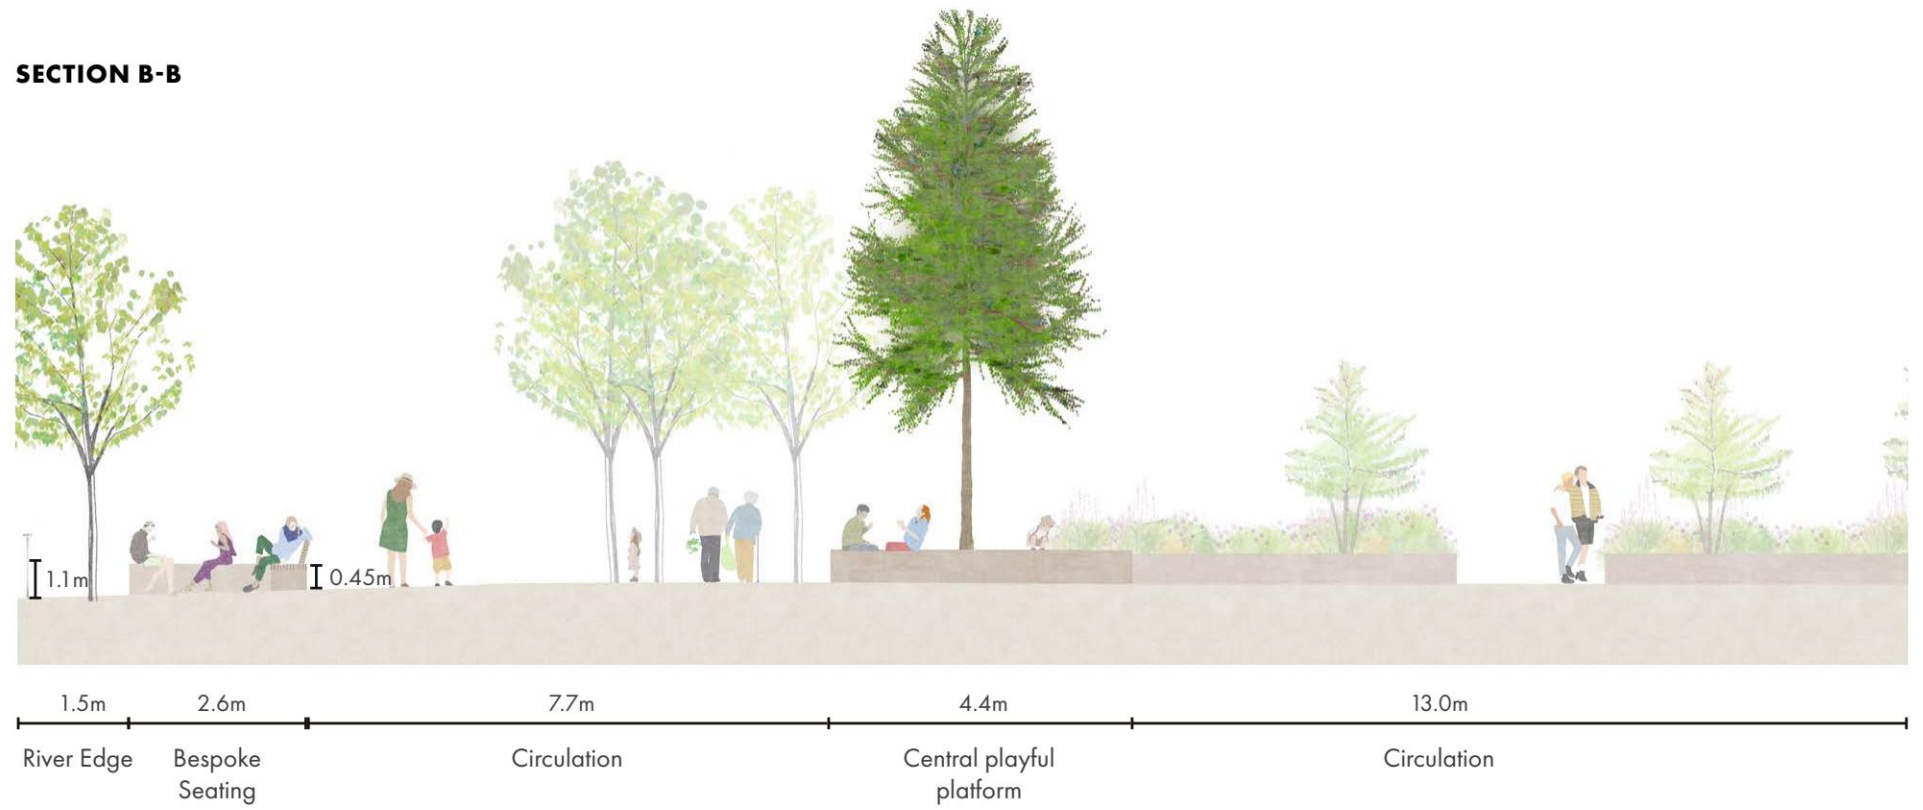 SECTION B-B
1.1m
0.45m
1.5m
2.6m
7.7m
4.4m
13.0m
River Edge
Bespoke
Seating
Circulation
Central playful
platform
Circulation